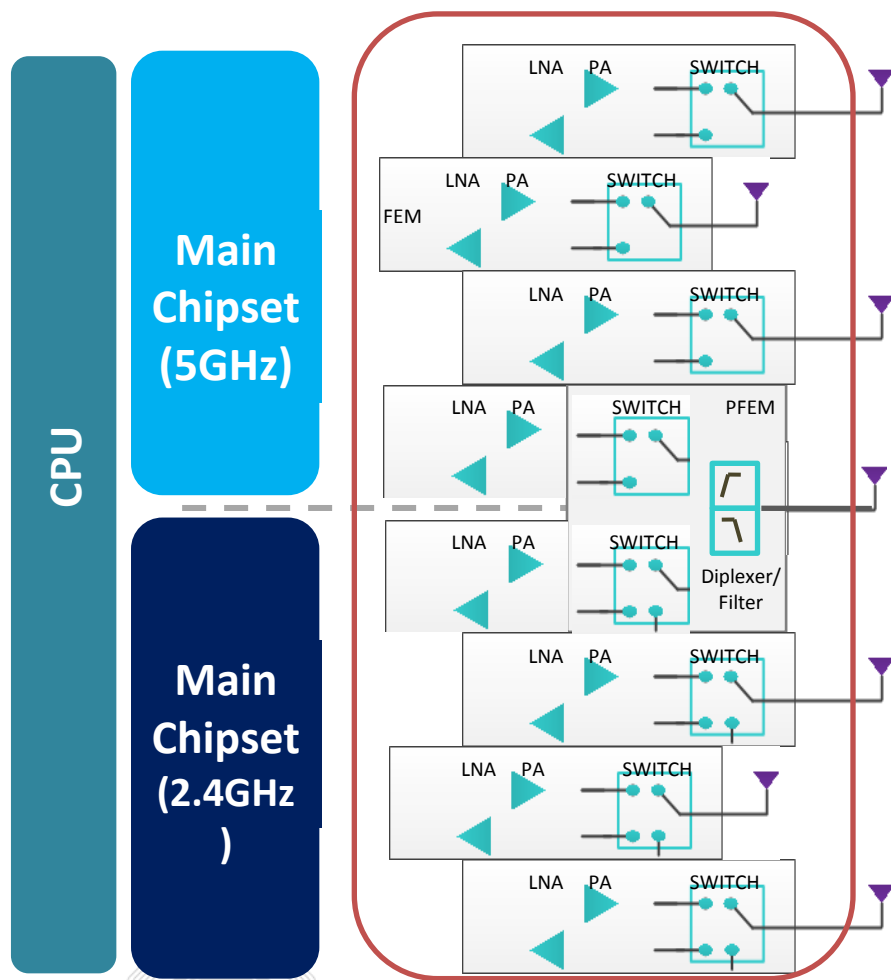 CPU
Main
Chipset
(5GHz)
Main
Chipset
(2.4GHz
)
LNA PA SWITCH
LNA PA SWITCH
FEM
LNA PA SWITCH
LNA PA SWITCH PFEM
LNA PA SWITCH
Diplexer/
Filter
LNA PA SWITCH
LNA PA SWITCH
LNA PA SWITCH